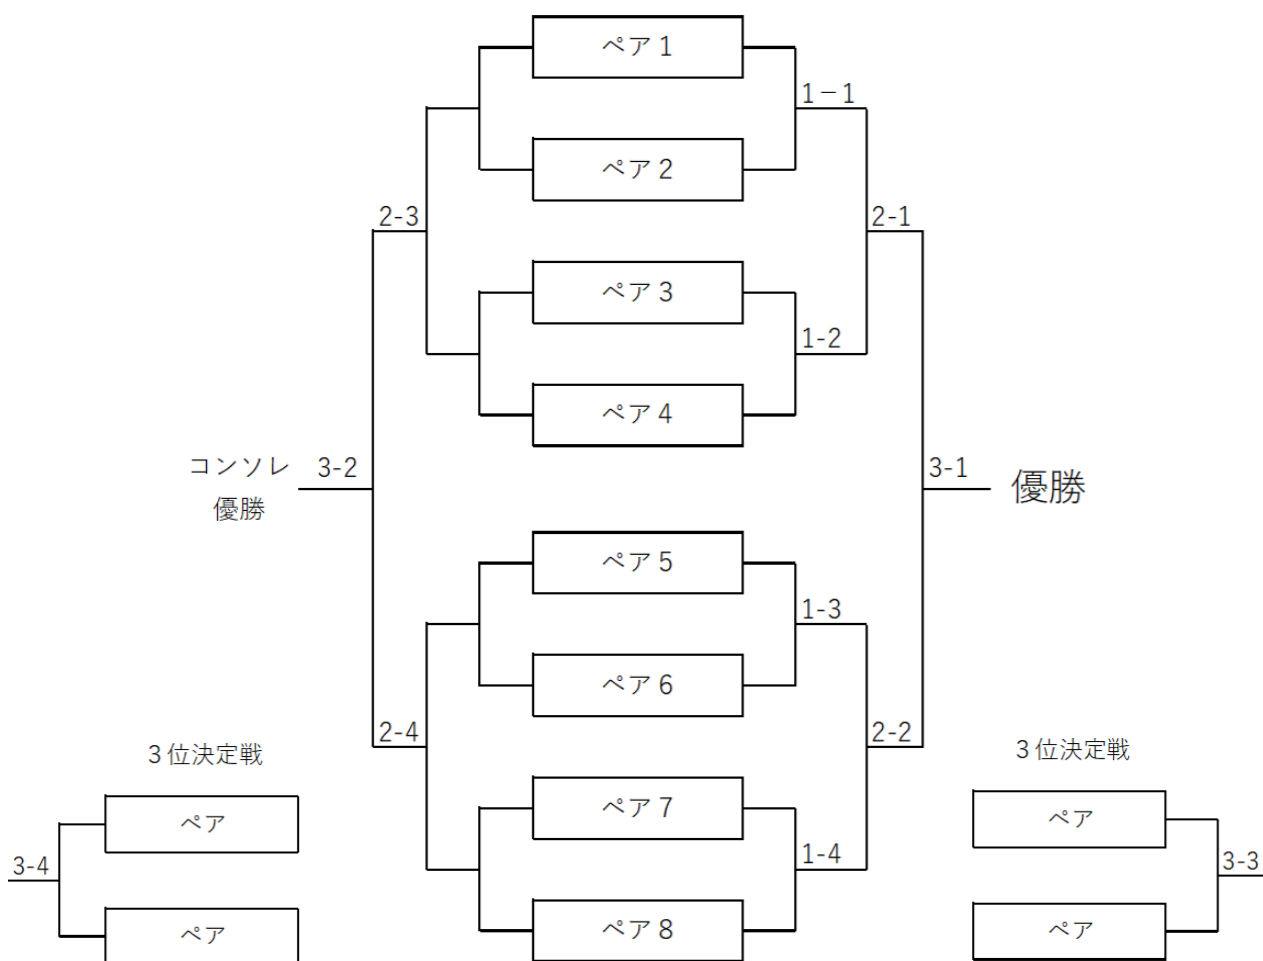 ペア１
1－1
ペア２
2-3
2-1
ペア３
1-2
ペア４
コンソレ
優勝
3-2
3-1
優勝
ペア５
1-3
ペア６
2-4
2-2
３位決定戦
３位決定戦
ペア
ペア７
ペア
3-4
1-4
3-3
ペア
ペア８
ペア